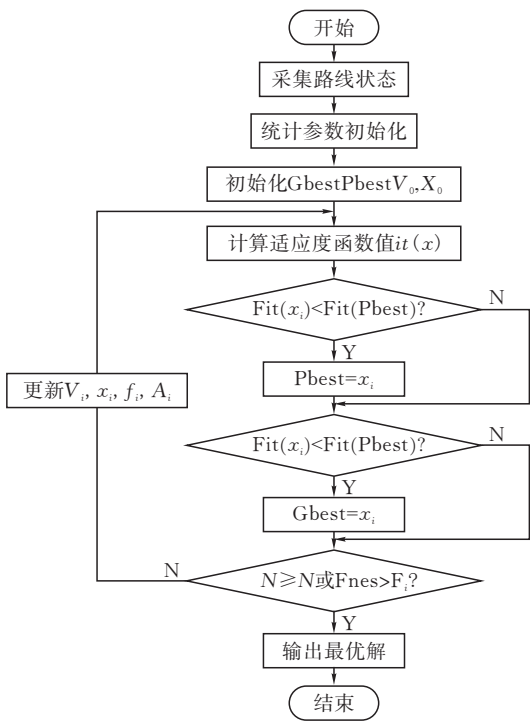 开始
采集路线状态
统计参数初始化
初始化GbestPbestV₀,X₀
计算适应度函数值it(x)
Fit(xᵢ)<Fit(Pbest)?
N
Y
更新Vᵢ, xᵢ, fᵢ, Aᵢ
Pbest=xᵢ
Fit(xᵢ)<Fit(Pbest)?
N
Y
Gbest=xᵢ
N
N≥N或Fnes>Fᵢ?
Y
输出最优解
结束